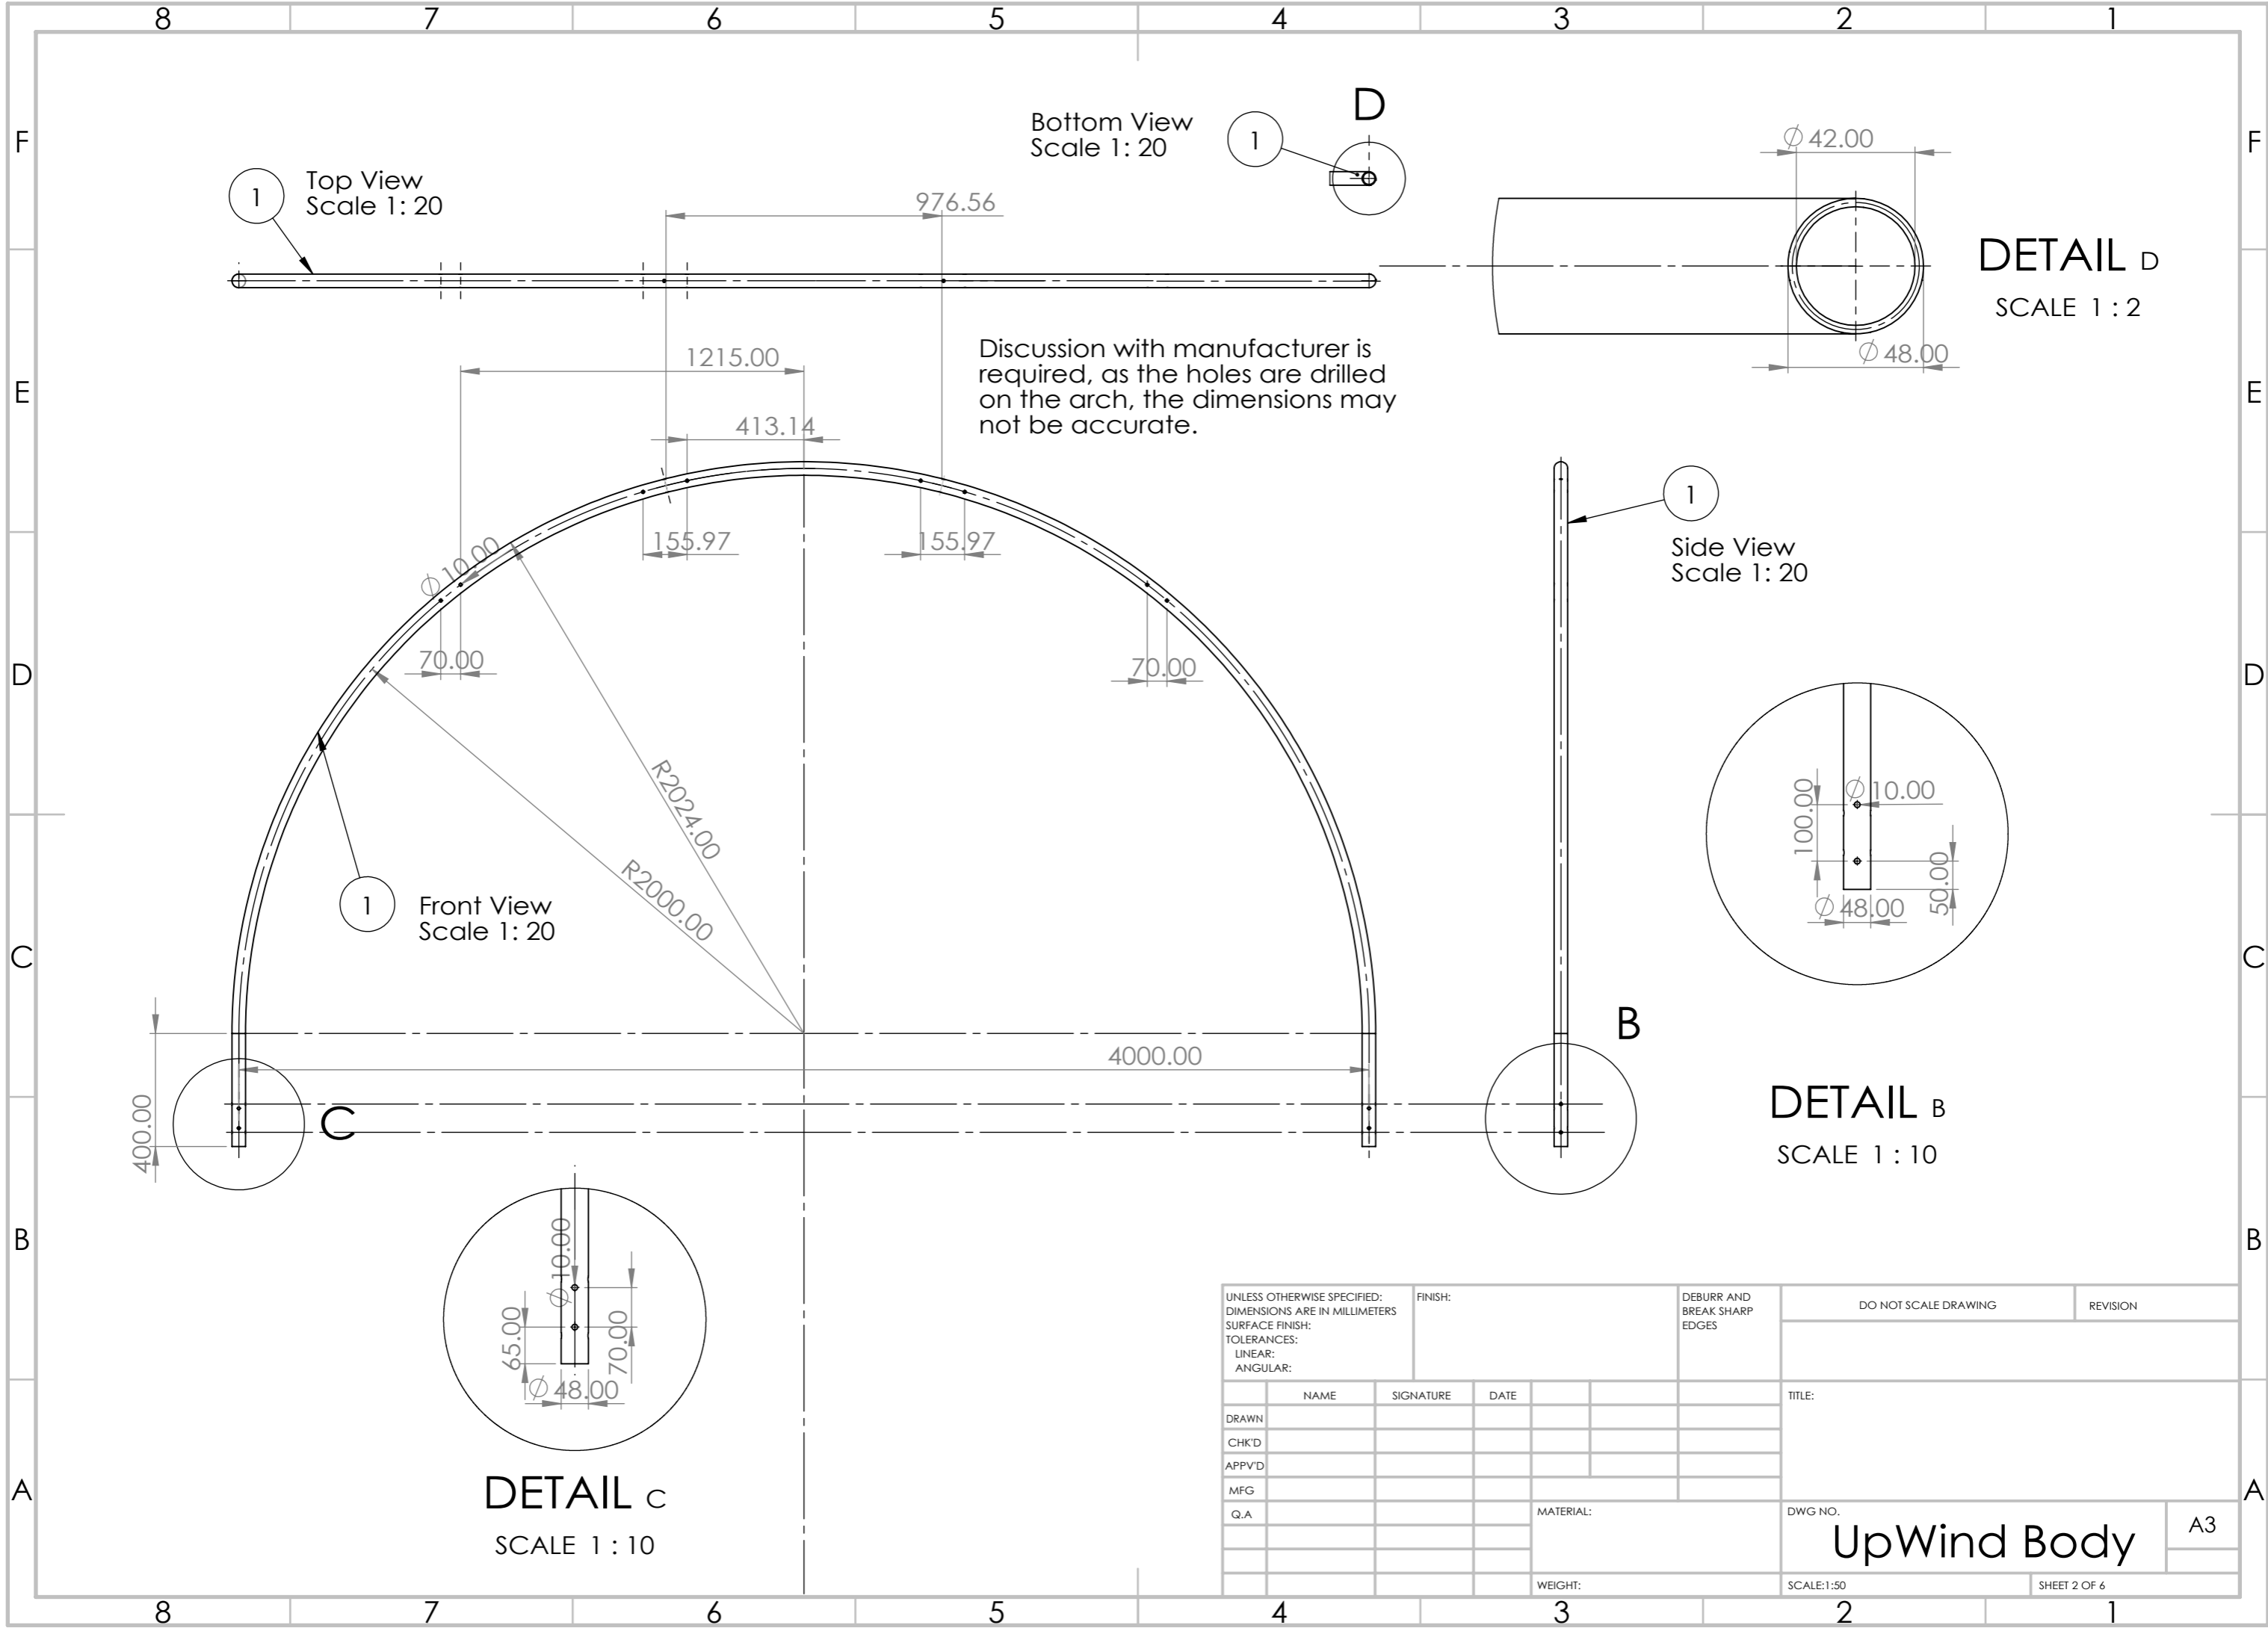 8 7 6 5 4 3 2 1
F F
E E
D D
C C
B B
A A
1
Top View
Scale 1: 20
976.56
Bottom View
Scale 1: 20
1
D
Ø 42.00
Ø 48.00
DETAIL D
SCALE 1 : 2
1215.00
413.14
Discussion with manufacturer is
required, as the holes are drilled
on the arch, the dimensions may
not be accurate.
155.97
155.97
Ø 10.00
70.00
70.00
R2024.00
R2000.00
1
Front View
Scale 1: 20
4000.00
400.00
C
1
Side View
Scale 1: 20
B
100.00
Ø 10.00
50.00
Ø 48.00
DETAIL B
SCALE 1 : 10
Ø 10.00
65.00
70.00
Ø 48.00
DETAIL C
SCALE 1 : 10
UNLESS OTHERWISE SPECIFIED:
DIMENSIONS ARE IN MILLIMETERS
SURFACE FINISH:
TOLERANCES:
LINEAR:
ANGULAR:
FINISH:
DEBURR AND
BREAK SHARP
EDGES
DO NOT SCALE DRAWING
REVISION
NAME SIGNATURE DATE
TITLE:
DRAWN
CHK'D
APPV'D
MFG
Q.A
MATERIAL:
DWG NO.
UpWind Body
A3
WEIGHT:
SCALE:1:50
SHEET 2 OF 6
8 7 6 5 4 3 2 1